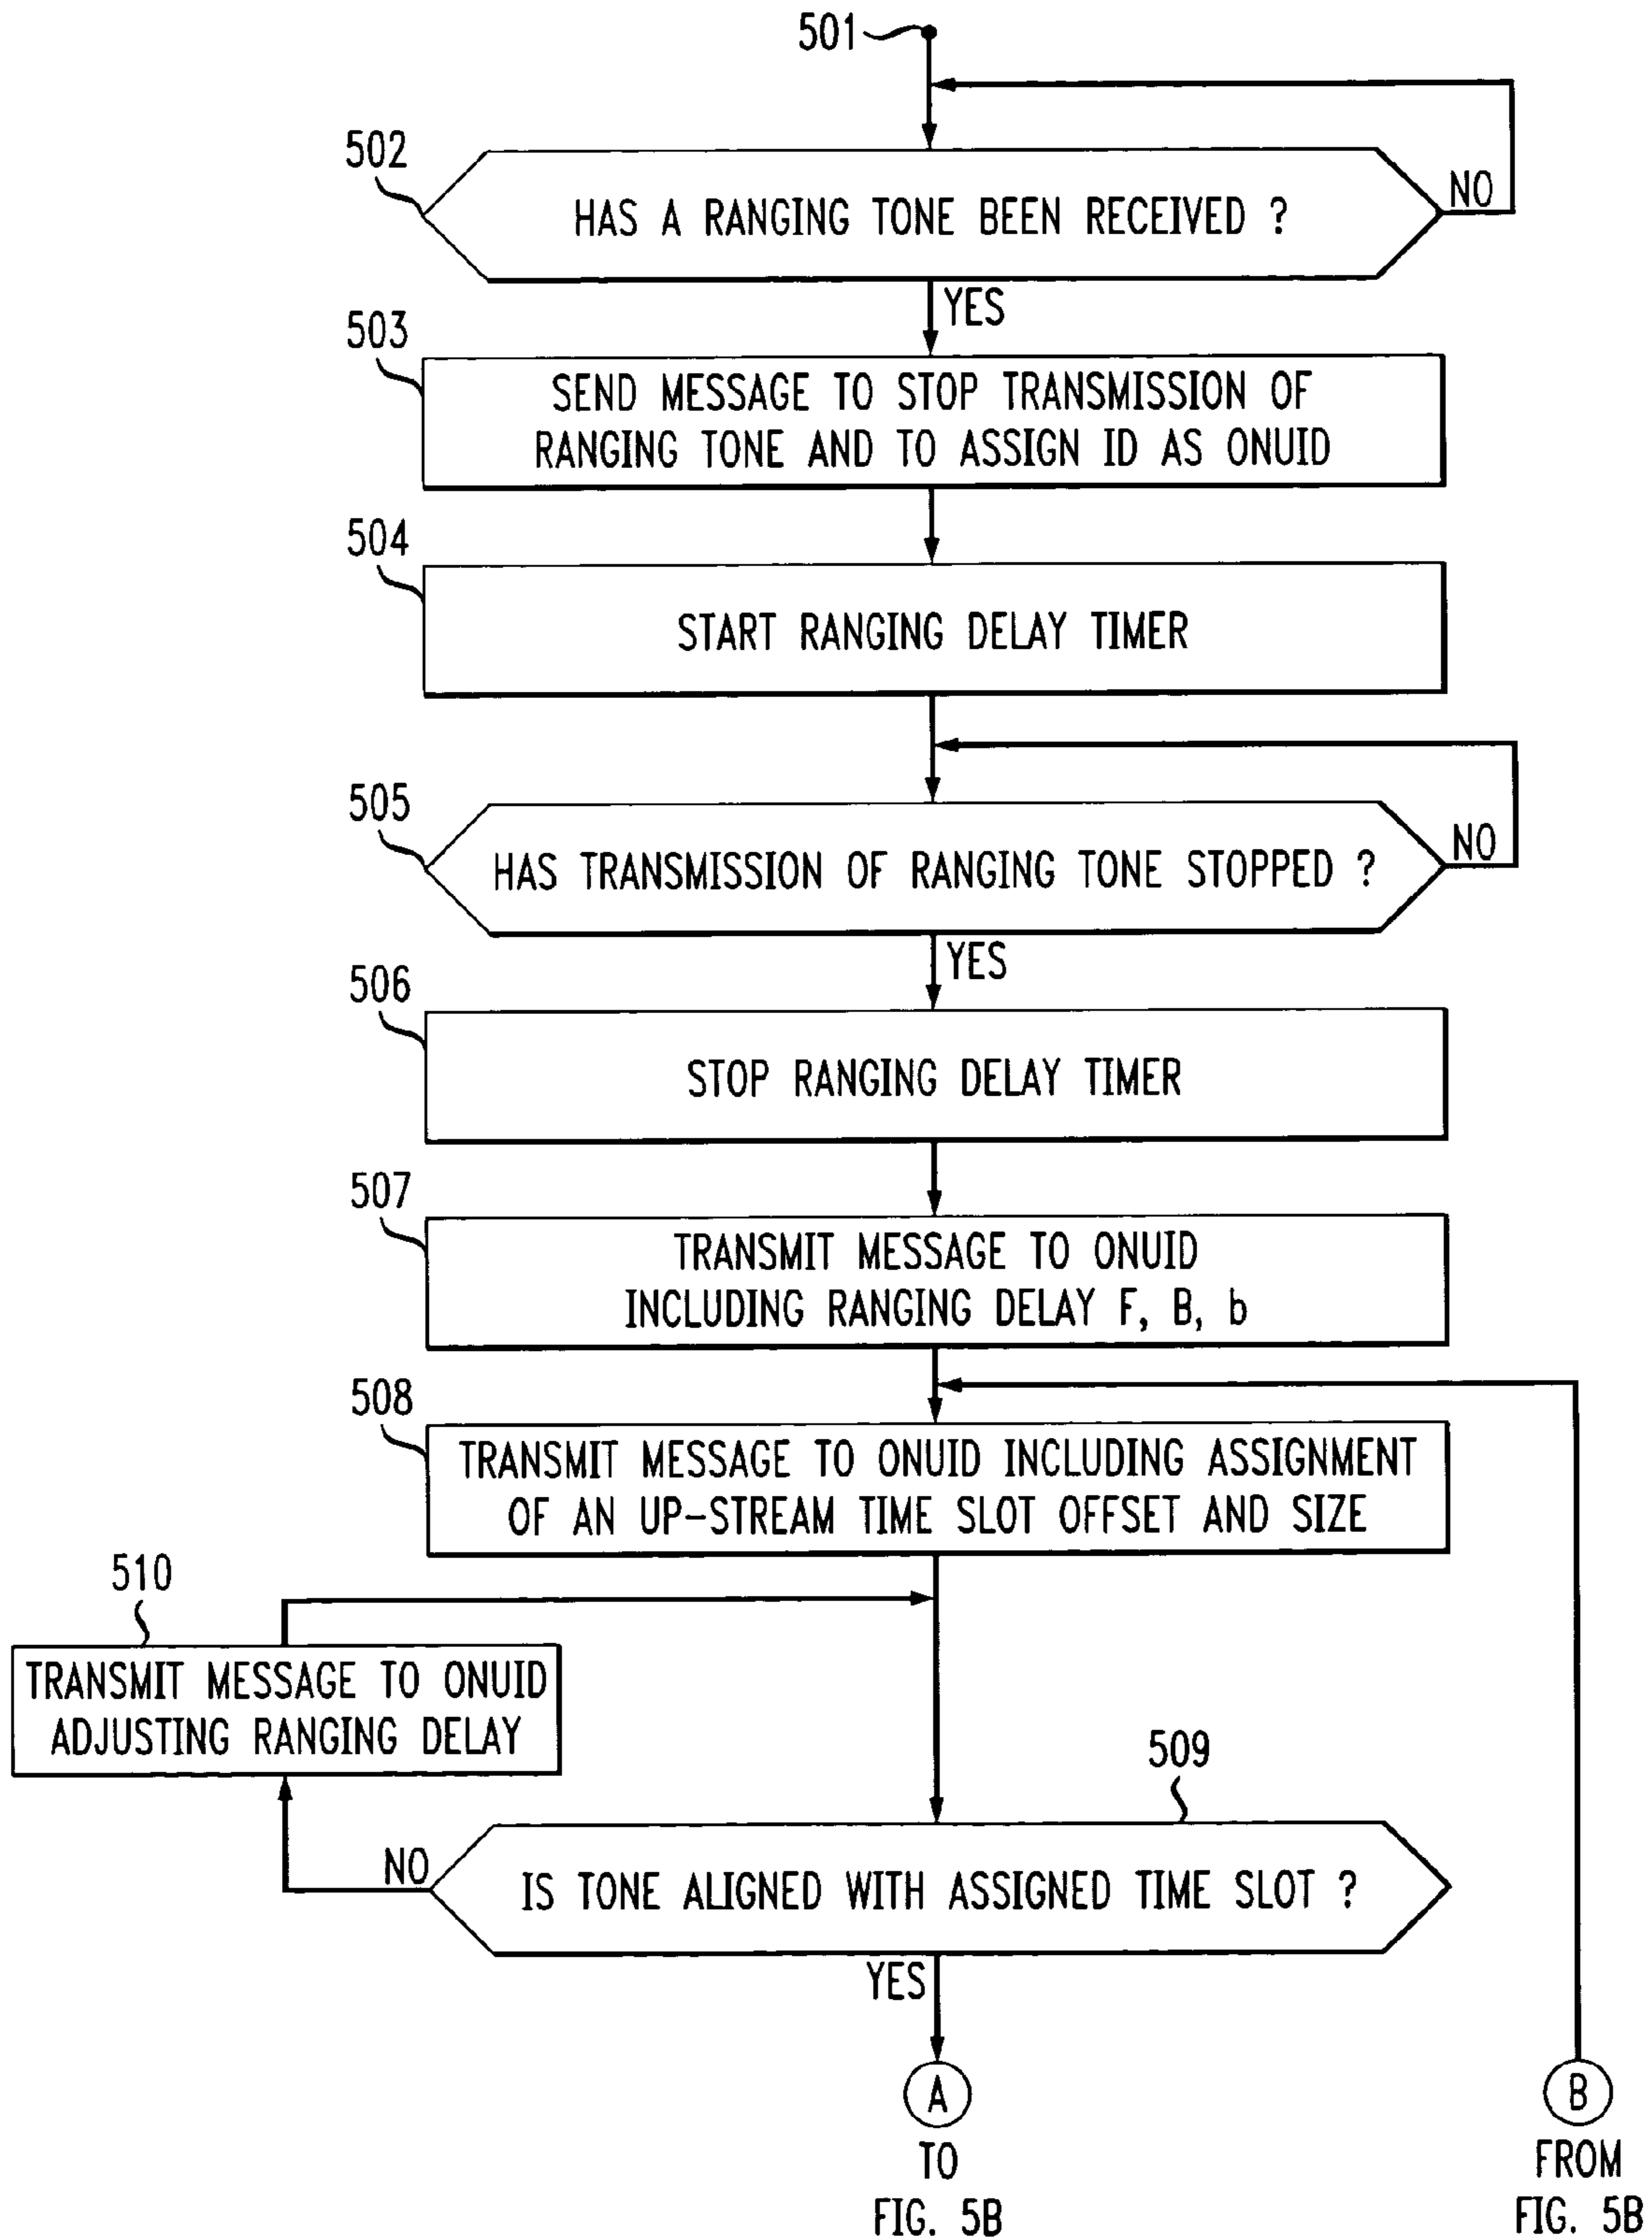 501
502
HAS A RANGING TONE BEEN RECEIVED ?
NO
YES
503
SEND MESSAGE TO STOP TRANSMISSION OF
RANGING TONE AND TO ASSIGN ID AS ONUID
504
START RANGING DELAY TIMER
505
HAS TRANSMISSION OF RANGING TONE STOPPED ?
NO
YES
506
STOP RANGING DELAY TIMER
507
TRANSMIT MESSAGE TO ONUID
INCLUDING RANGING DELAY F, B, b
508
TRANSMIT MESSAGE TO ONUID INCLUDING ASSIGNMENT
OF AN UP-STREAM TIME SLOT OFFSET AND SIZE
510
TRANSMIT MESSAGE TO ONUID
ADJUSTING RANGING DELAY
509
NO
IS TONE ALIGNED WITH ASSIGNED TIME SLOT ?
YES
A
TO
FIG. 5B
B
FROM
FIG. 5B